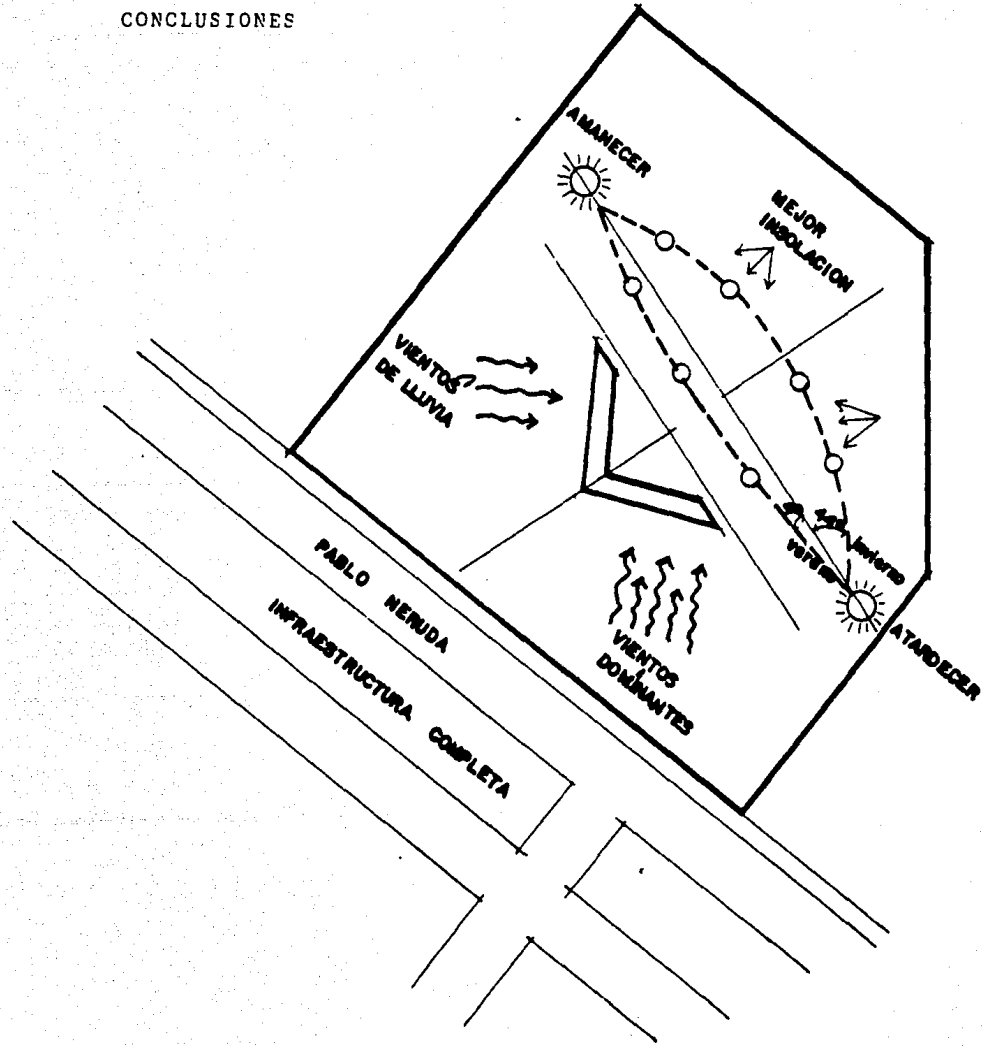 CONCLUSIONES
AMANECER
MEJOR
INSOLACION
VIENTOS
DE LLUVIA
invierno
verano
ATARDECER
VIENTOS
DOMINANTES
PABLO NERUDA
INFRAESTRUCTURA COMPLETA